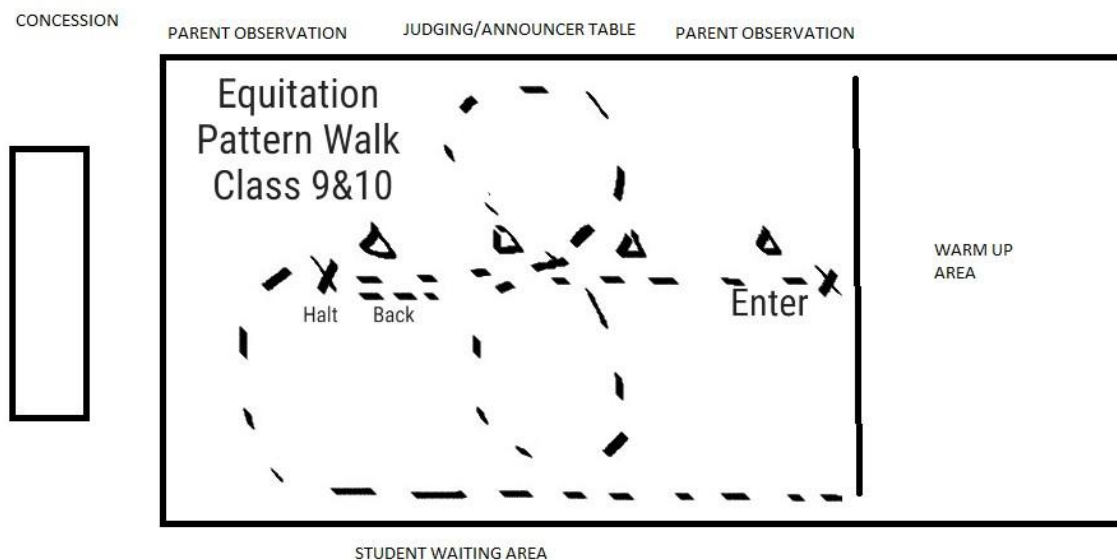 CONCESSION
PARENT OBSERVATION
JUDGING/ANNOUNCER TABLE
PARENT OBSERVATION
Equitation
Pattern Walk
Class 9&10
WARM UP
AREA
Enter
Halt
Back
STUDENT WAITING AREA